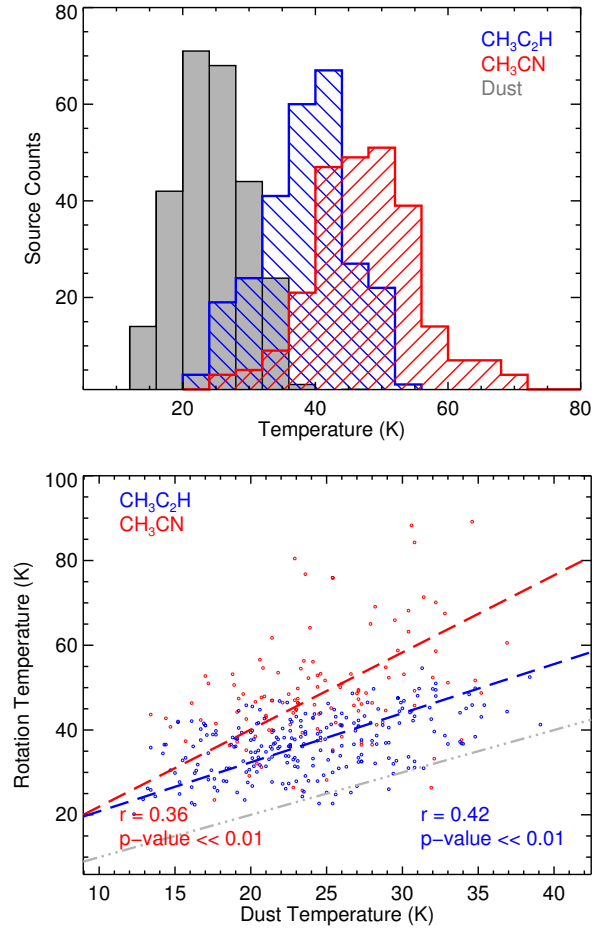 80
60
40
20
Source Counts
CH₃C₂H
CH₃CN
Dust
20 40 60 80
Temperature (K)
100
80
60
40
20
Rotation Temperature (K)
CH₃C₂H
CH₃CN
r = 0.36
p−value << 0.01
r = 0.42
p−value << 0.01
10 15 20 25 30 35 40
Dust Temperature (K)